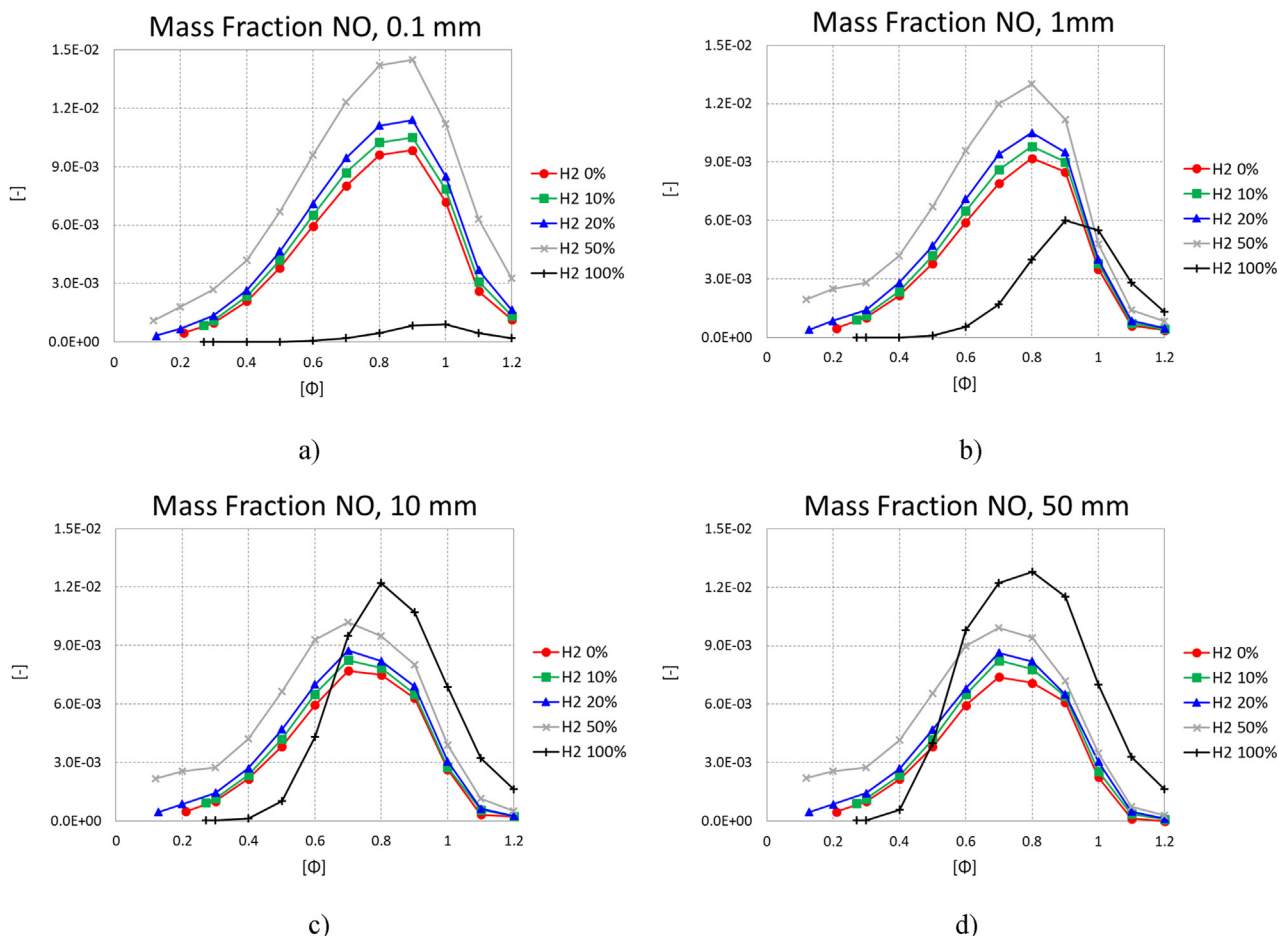 Mass Fraction NO, 0.1 mm
1.5E-02
1.2E-02
9.0E-03
6.0E-03
3.0E-03
0.0E+00
[-]
0 0.2 0.4 0.6 0.8 1 1.2
[Φ]
H2 0%
H2 10%
H2 20%
H2 50%
H2 100%
a)
Mass Fraction NO, 1mm
1.5E-02
1.2E-02
9.0E-03
6.0E-03
3.0E-03
0.0E+00
[-]
0 0.2 0.4 0.6 0.8 1 1.2
[Φ]
H2 0%
H2 10%
H2 20%
H2 50%
H2 100%
b)
Mass Fraction NO, 10 mm
1.5E-02
1.2E-02
9.0E-03
6.0E-03
3.0E-03
0.0E+00
[-]
0 0.2 0.4 0.6 0.8 1 1.2
[Φ]
H2 0%
H2 10%
H2 20%
H2 50%
H2 100%
c)
Mass Fraction NO, 50 mm
1.5E-02
1.2E-02
9.0E-03
6.0E-03
3.0E-03
0.0E+00
[-]
0 0.2 0.4 0.6 0.8 1 1.2
[Φ]
H2 0%
H2 10%
H2 20%
H2 50%
H2 100%
d)